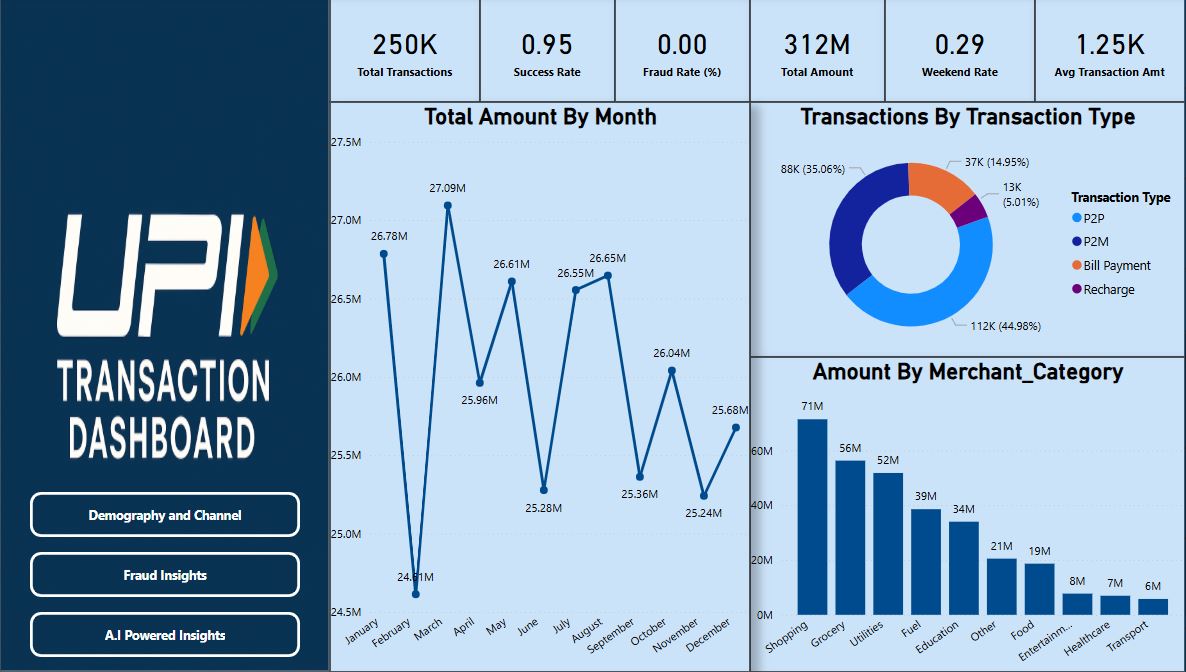 UPI
TRANSACTION
DASHBOARD
Demography and Channel
Fraud Insights
A.I Powered Insights
250K
Total Transactions
0.95
Success Rate
0.00
Fraud Rate (%)
312M
Total Amount
0.29
Weekend Rate
1.25K
Avg Transaction Amt
Total Amount By Month
27.5M
27.0M
26.5M
26.0M
25.5M
25.0M
24.5M
26.78M
24.61M
27.09M
25.96M
26.61M
25.28M
26.55M
26.65M
25.36M
26.04M
25.24M
25.68M
January
February
March
April
May
June
July
August
September
October
November
December
Transactions By Transaction Type
88K (35.06%)
37K (14.95%)
13K
(5.01%)
112K (44.98%)
Transaction Type
P2P
P2M
Bill Payment
Recharge
Amount By Merchant_Category
60M
40M
20M
0M
71M
56M
52M
39M
34M
21M
19M
8M
7M
6M
Shopping
Grocery
Utilities
Fuel
Education
Other
Food
Entertainm...
Healthcare
Transport